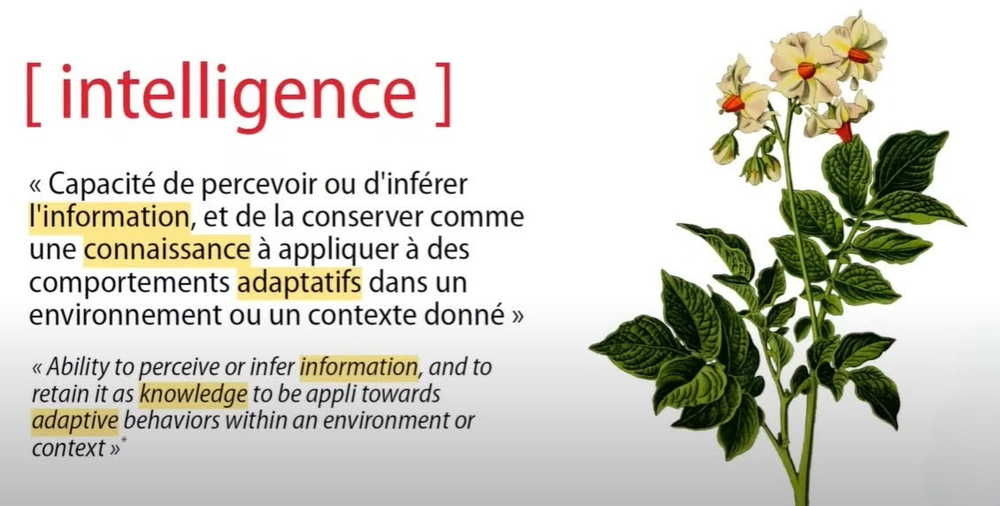 [ intelligence ]
« Capacité de percevoir ou d'inférer
l'information, et de la conserver comme
une connaissance à appliquer à des
comportements adaptatifs dans un
environnement ou un contexte donné »
« Ability to perceive or infer information, and to
retain it as knowledge to be appli towards
adaptive behaviors within an environment or
context »*